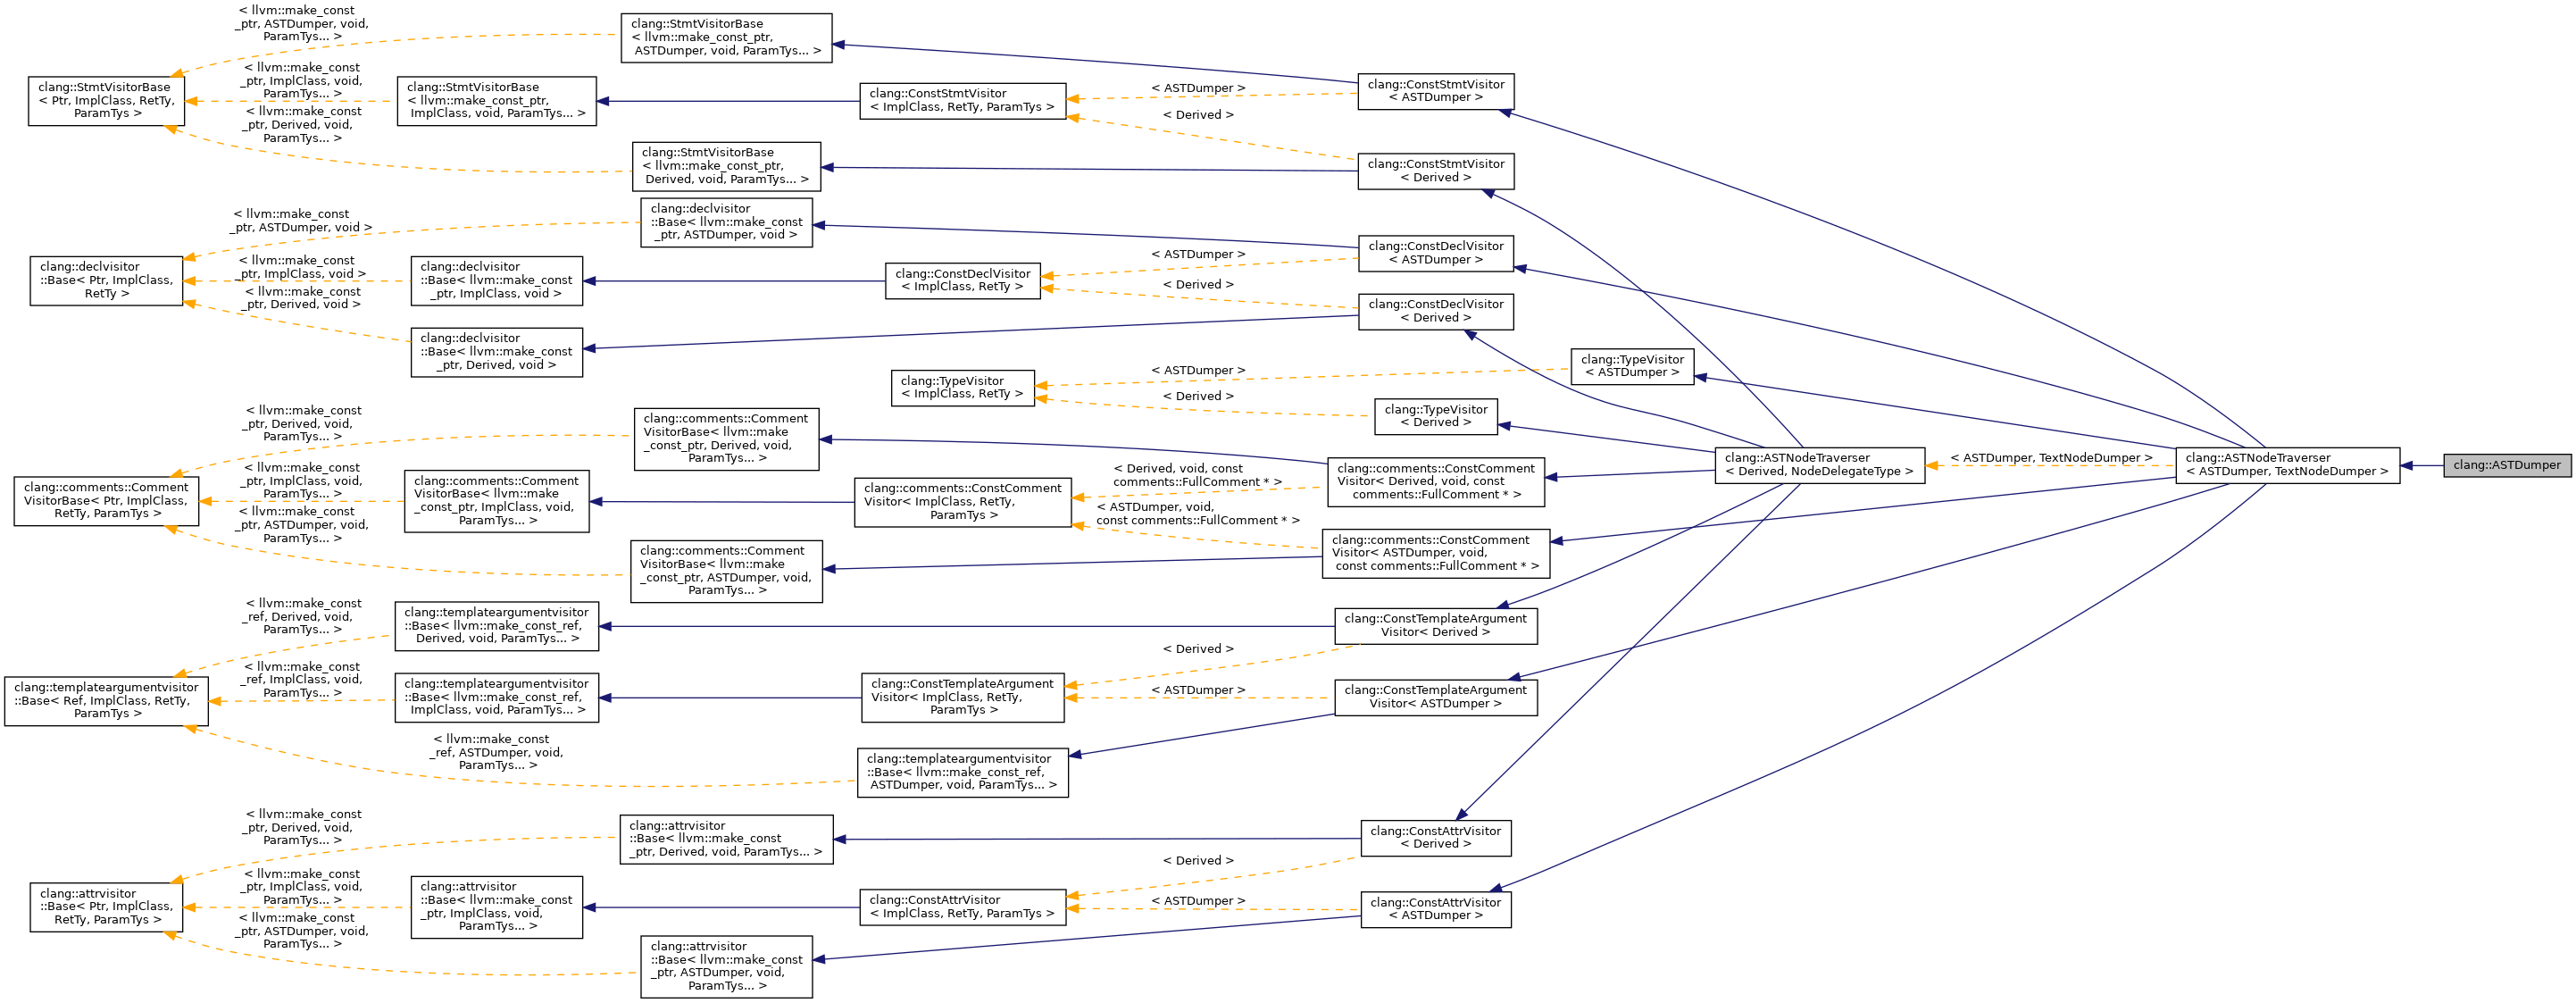 < llvm::make_const
_ptr, ASTDumper, void,
ParamTys... >
clang::StmtVisitorBase
< llvm::make_const_ptr,
ASTDumper, void, ParamTys... >
clang::StmtVisitorBase
< Ptr, ImplClass, RetTy,
ParamTys >
< llvm::make_const
_ptr, ImplClass, void,
ParamTys... >
clang::StmtVisitorBase
< llvm::make_const_ptr,
ImplClass, void, ParamTys... >
clang::ConstStmtVisitor
< ImplClass, RetTy, ParamTys >
< ASTDumper >
clang::ConstStmtVisitor
< ASTDumper >
< llvm::make_const
_ptr, Derived, void,
ParamTys... >
< Derived >
clang::StmtVisitorBase
< llvm::make_const_ptr,
Derived, void, ParamTys... >
clang::ConstStmtVisitor
< Derived >
< llvm::make_const
_ptr, ASTDumper, void >
clang::declvisitor
::Base< llvm::make_const
_ptr, ASTDumper, void >
clang::ConstDeclVisitor
< ASTDumper >
clang::declvisitor
::Base< Ptr, ImplClass,
RetTy >
< llvm::make_const
_ptr, ImplClass, void >
clang::declvisitor
::Base< llvm::make_const
_ptr, ImplClass, void >
clang::ConstDeclVisitor
< ImplClass, RetTy >
< ASTDumper >
< Derived >
< llvm::make_const
_ptr, Derived, void >
clang::ConstDeclVisitor
< Derived >
clang::declvisitor
::Base< llvm::make_const
_ptr, Derived, void >
clang::TypeVisitor
< ImplClass, RetTy >
< ASTDumper >
clang::TypeVisitor
< ASTDumper >
< Derived >
clang::TypeVisitor
< Derived >
< llvm::make_const
_ptr, Derived, void,
ParamTys... >
clang::comments::Comment
VisitorBase< llvm::make
_const_ptr, Derived, void,
ParamTys... >
clang::ASTNodeTraverser
< Derived, NodeDelegateType >
< ASTDumper, TextNodeDumper >
clang::ASTNodeTraverser
< ASTDumper, TextNodeDumper >
clang::ASTDumper
clang::comments::Comment
VisitorBase< Ptr, ImplClass,
RetTy, ParamTys >
< llvm::make_const
_ptr, ImplClass, void,
ParamTys... >
clang::comments::Comment
VisitorBase< llvm::make
_const_ptr, ImplClass, void,
ParamTys... >
clang::comments::ConstComment
Visitor< ImplClass, RetTy,
ParamTys >
< Derived, void, const
comments::FullComment * >
clang::comments::ConstComment
Visitor< Derived, void, const
comments::FullComment * >
< llvm::make_const
_ptr, ASTDumper, void,
ParamTys... >
< ASTDumper, void,
const comments::FullComment * >
clang::comments::Comment
VisitorBase< llvm::make
_const_ptr, ASTDumper, void,
ParamTys... >
clang::comments::ConstComment
Visitor< ASTDumper, void,
const comments::FullComment * >
< llvm::make_const
_ref, Derived, void,
ParamTys... >
clang::templateargumentvisitor
::Base< llvm::make_const_ref,
Derived, void, ParamTys... >
clang::ConstTemplateArgument
Visitor< Derived >
< Derived >
clang::templateargumentvisitor
::Base< Ref, ImplClass, RetTy,
ParamTys >
< llvm::make_const
_ref, ImplClass, void,
ParamTys... >
clang::templateargumentvisitor
::Base< llvm::make_const_ref,
ImplClass, void, ParamTys... >
clang::ConstTemplateArgument
Visitor< ImplClass, RetTy,
ParamTys >
< ASTDumper >
clang::ConstTemplateArgument
Visitor< ASTDumper >
< llvm::make_const
_ref, ASTDumper, void,
ParamTys... >
clang::templateargumentvisitor
::Base< llvm::make_const_ref,
ASTDumper, void, ParamTys... >
< llvm::make_const
_ptr, Derived, void,
ParamTys... >
clang::attrvisitor
::Base< llvm::make_const
_ptr, Derived, void, ParamTys... >
clang::ConstAttrVisitor
< Derived >
< Derived >
clang::attrvisitor
::Base< Ptr, ImplClass,
RetTy, ParamTys >
< llvm::make_const
_ptr, ImplClass, void,
ParamTys... >
clang::attrvisitor
::Base< llvm::make_const
_ptr, ImplClass, void,
ParamTys... >
clang::ConstAttrVisitor
< ImplClass, RetTy, ParamTys >
< ASTDumper >
clang::ConstAttrVisitor
< ASTDumper >
< llvm::make_const
_ptr, ASTDumper, void,
ParamTys... >
clang::attrvisitor
::Base< llvm::make_const
_ptr, ASTDumper, void,
ParamTys... >